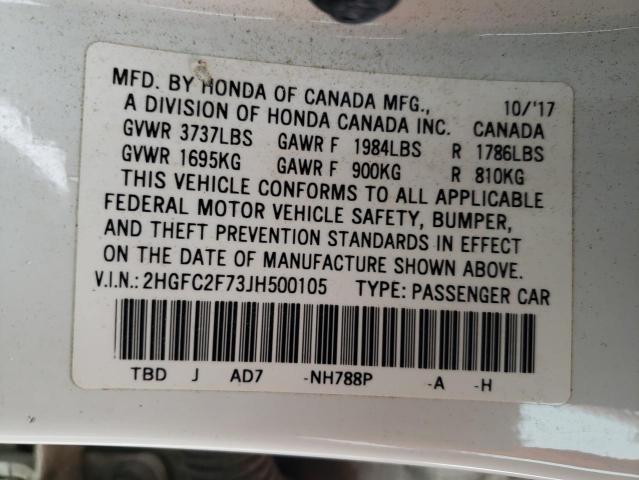 MFD. BY HONDA OF CANADA MFG., 10/'17
A DIVISION OF HONDA CANADA INC. CANADA
GVWR 3737LBS GAWR F 1984LBS R 1786LBS
GVWR 1695KG GAWR F 900KG R 810KG
THIS VEHICLE CONFORMS TO ALL APPLICABLE
FEDERAL MOTOR VEHICLE SAFETY, BUMPER,
AND THEFT PREVENTION STANDARDS IN EFFECT
ON THE DATE OF MANUFACTURE SHOWN ABOVE.
V.I.N.: 2HGFC2F73JH500105 TYPE: PASSENGER CAR
TBD J AD7 -NH788P -A -H